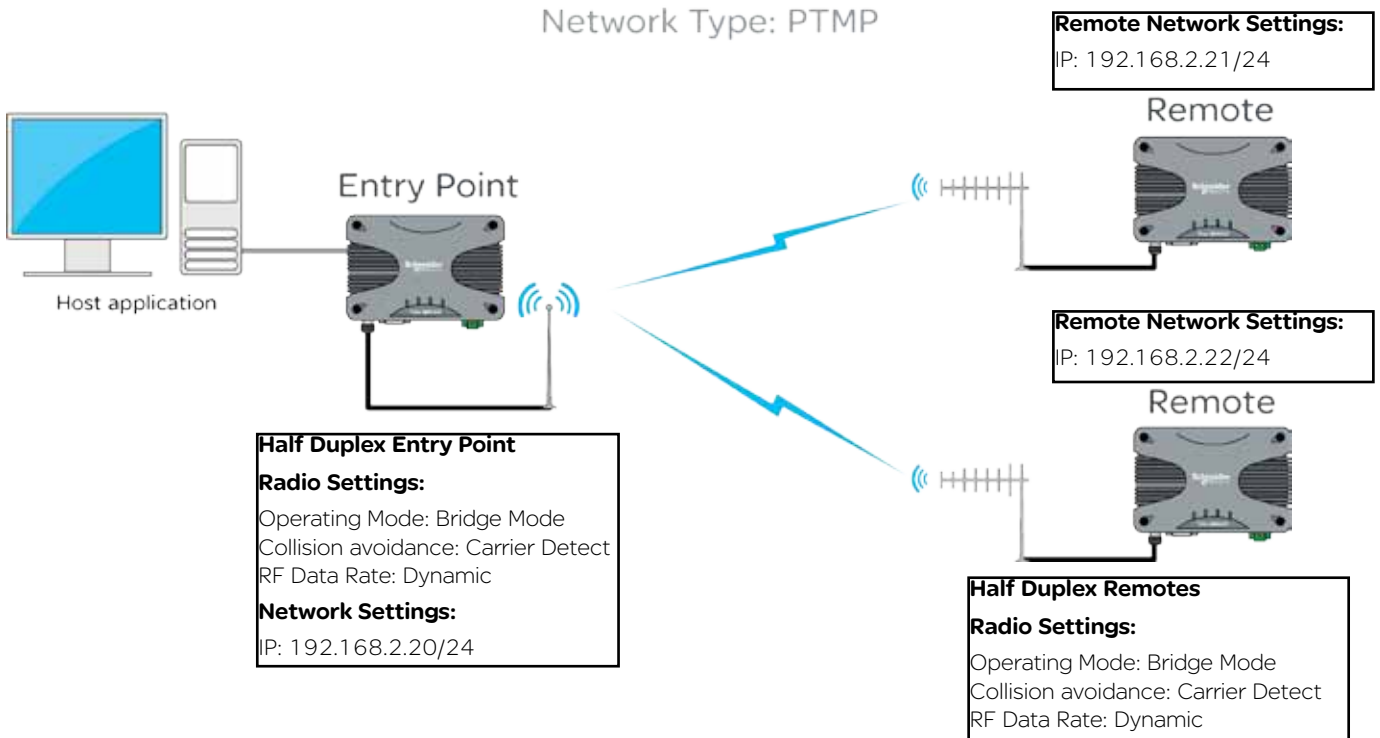 Network Type: PTMP
Remote Network Settings:
IP: 192.168.2.21/24
Remote
Entry Point
Host application
Remote Network Settings:
IP: 192.168.2.22/24
Remote
Half Duplex Entry Point
Radio Settings:
Operating Mode: Bridge Mode
Collision avoidance: Carrier Detect
RF Data Rate: Dynamic
Network Settings:
IP: 192.168.2.20/24
Half Duplex Remotes
Radio Settings:
Operating Mode: Bridge Mode
Collision avoidance: Carrier Detect
RF Data Rate: Dynamic